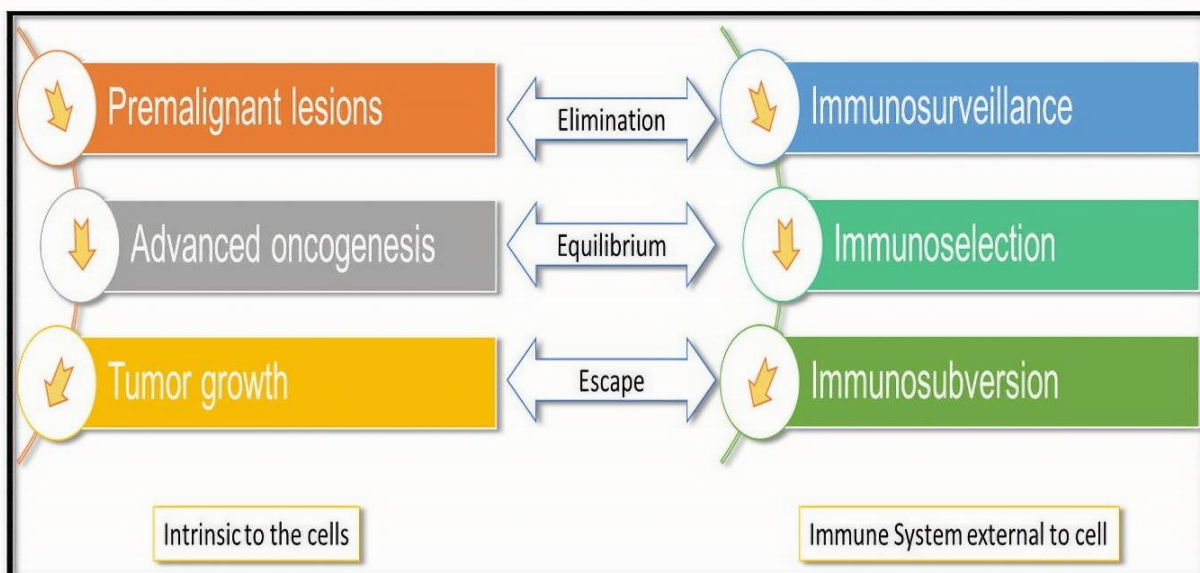 Premalignant lesions
Elimination
Immunosurveillance
Advanced oncogenesis
Equilibrium
Immunoselection
Tumor growth
Escape
Immunosubversion
Intrinsic to the cells
Immune System external to cell